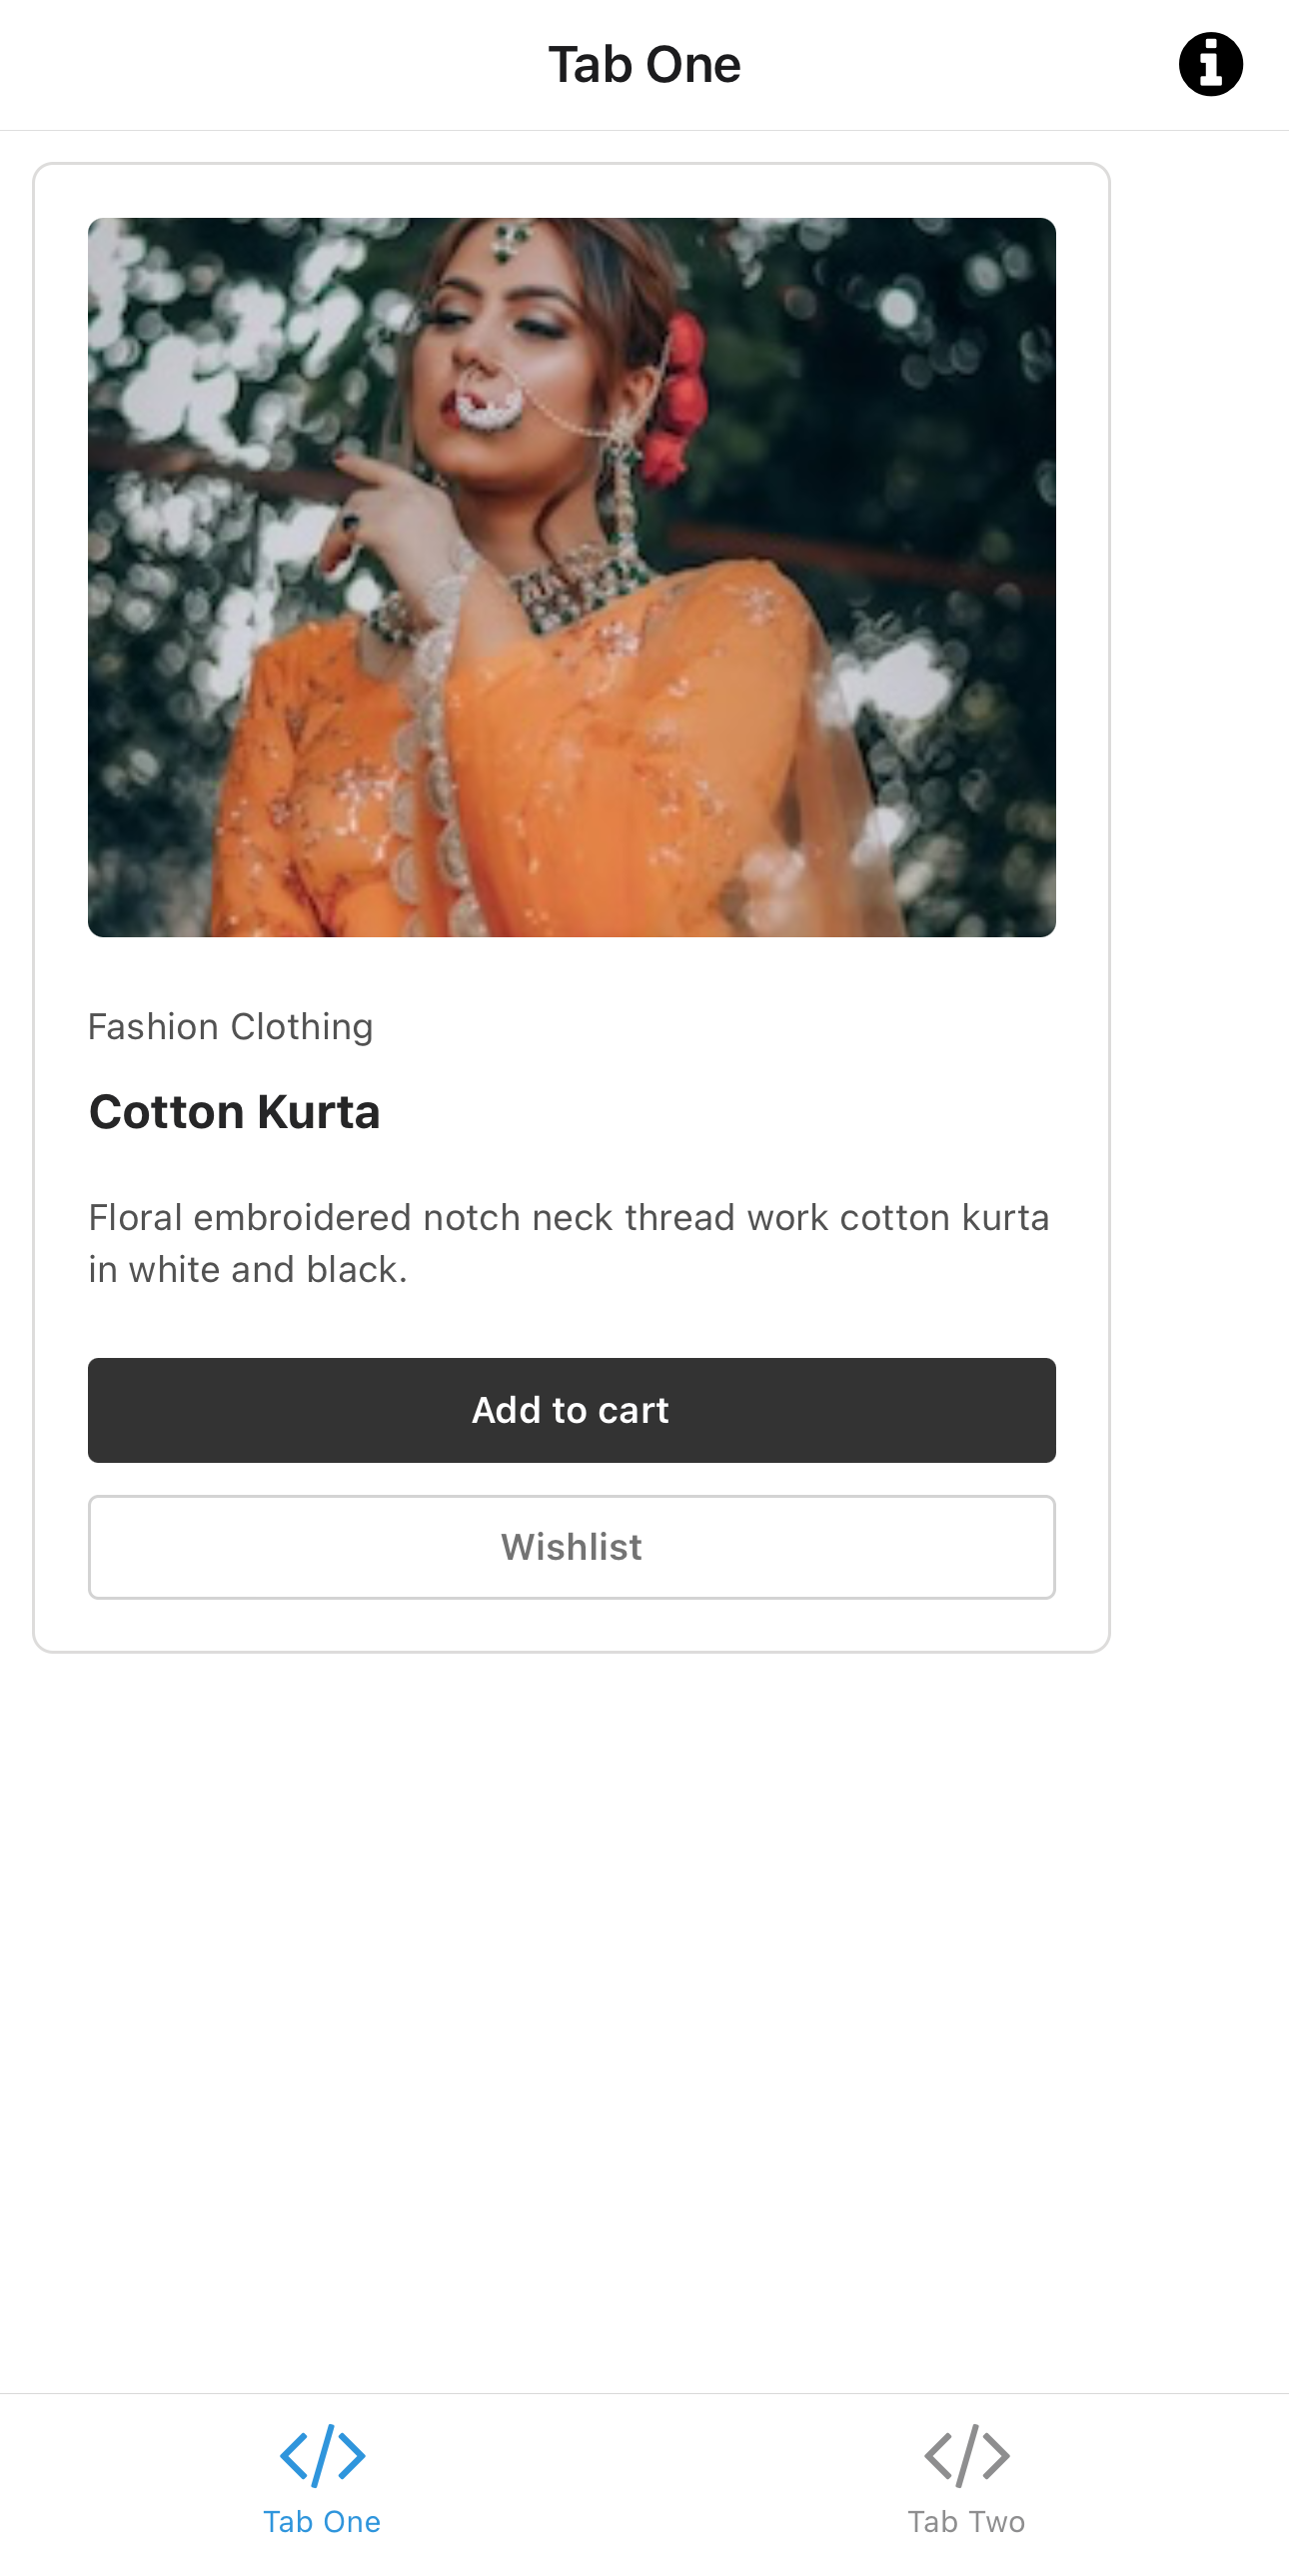 Tab One
Fashion Clothing
Cotton Kurta
Floral embroidered notch neck thread work cotton kurta
in white and black.
Add to cart
Wishlist
Tab One
Tab Two